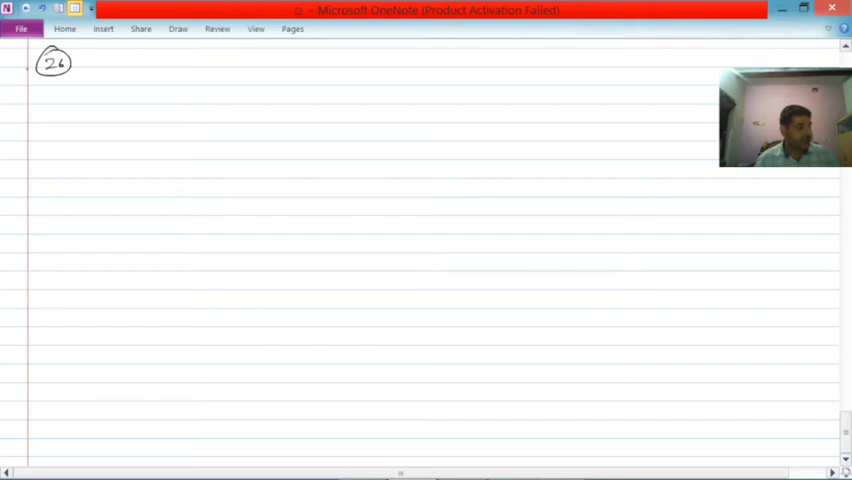 Microsoft OneNote (Product Activation Failed)
File Home Insert Share Draw Review View Pages
26